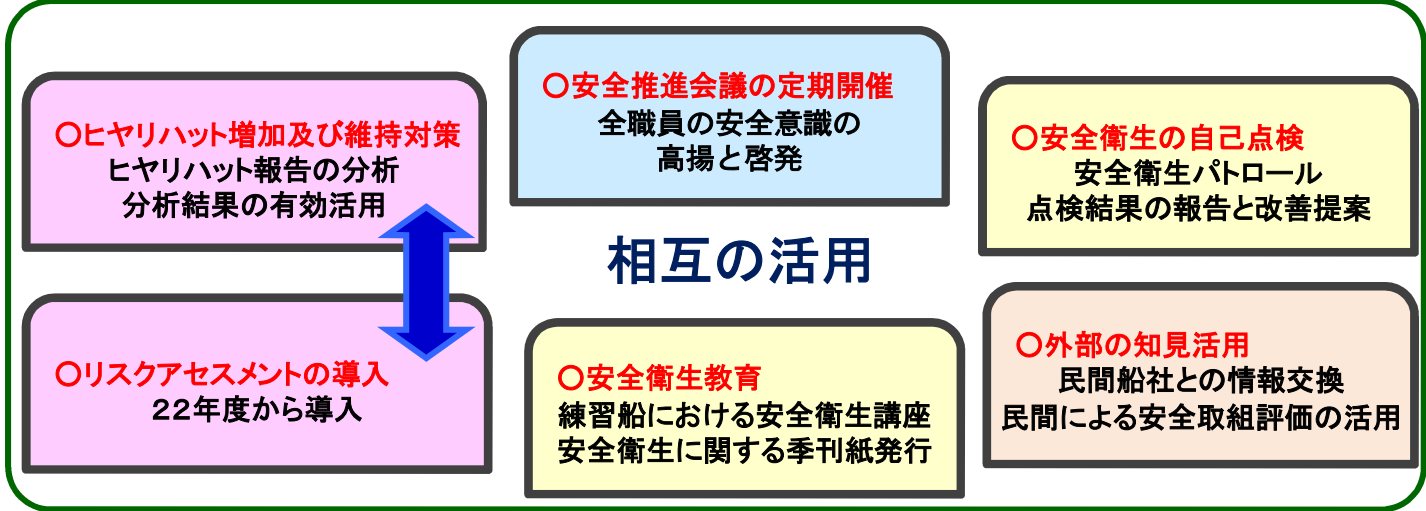 ○ヒヤリハット増加及び維持対策
ヒヤリハット報告の分析
分析結果の有効活用
○リスクアセスメントの導入
22年度から導入
○安全推進会議の定期開催
全職員の安全意識の
高揚と啓発
相互の活用
○安全衛生教育
練習船における安全衛生講座
安全衛生に関する季刊紙発行
○安全衛生の自己点検
安全衛生パトロール
点検結果の報告と改善提案
○外部の知見活用
民間船社との情報交換
民間による安全取組評価の活用